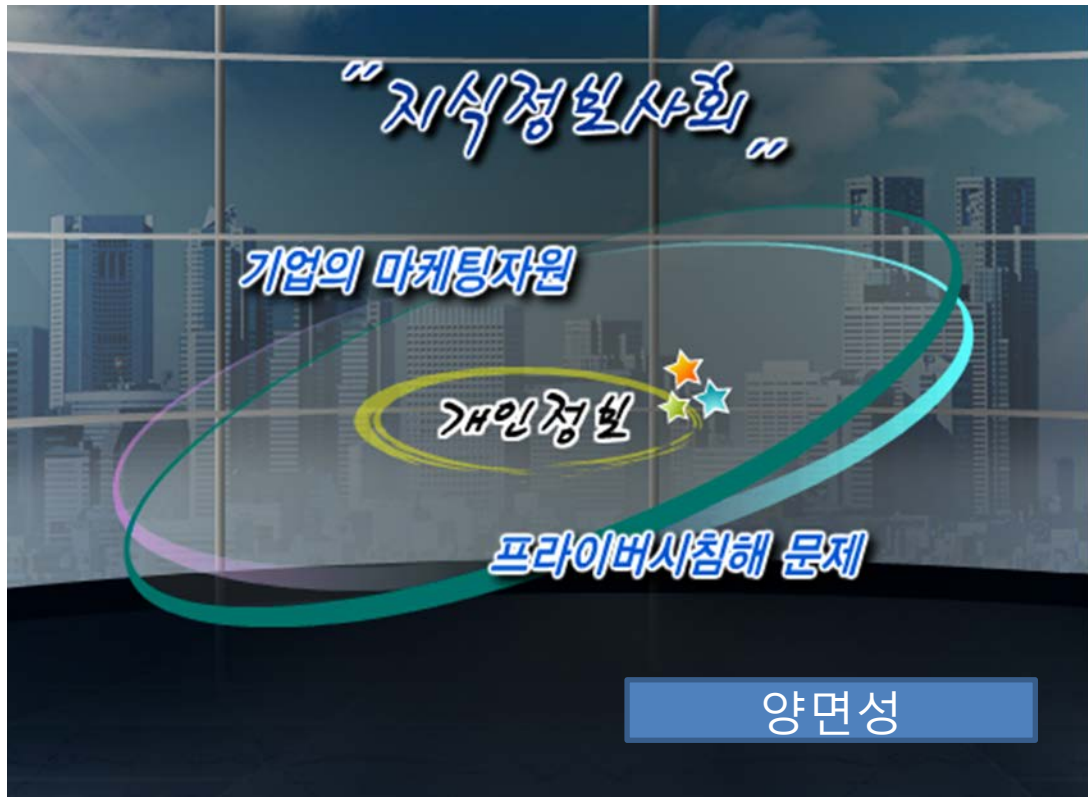 "지식정보사회"
기업의 마케팅자원
개인정보
프라이버시침해 문제
양면성